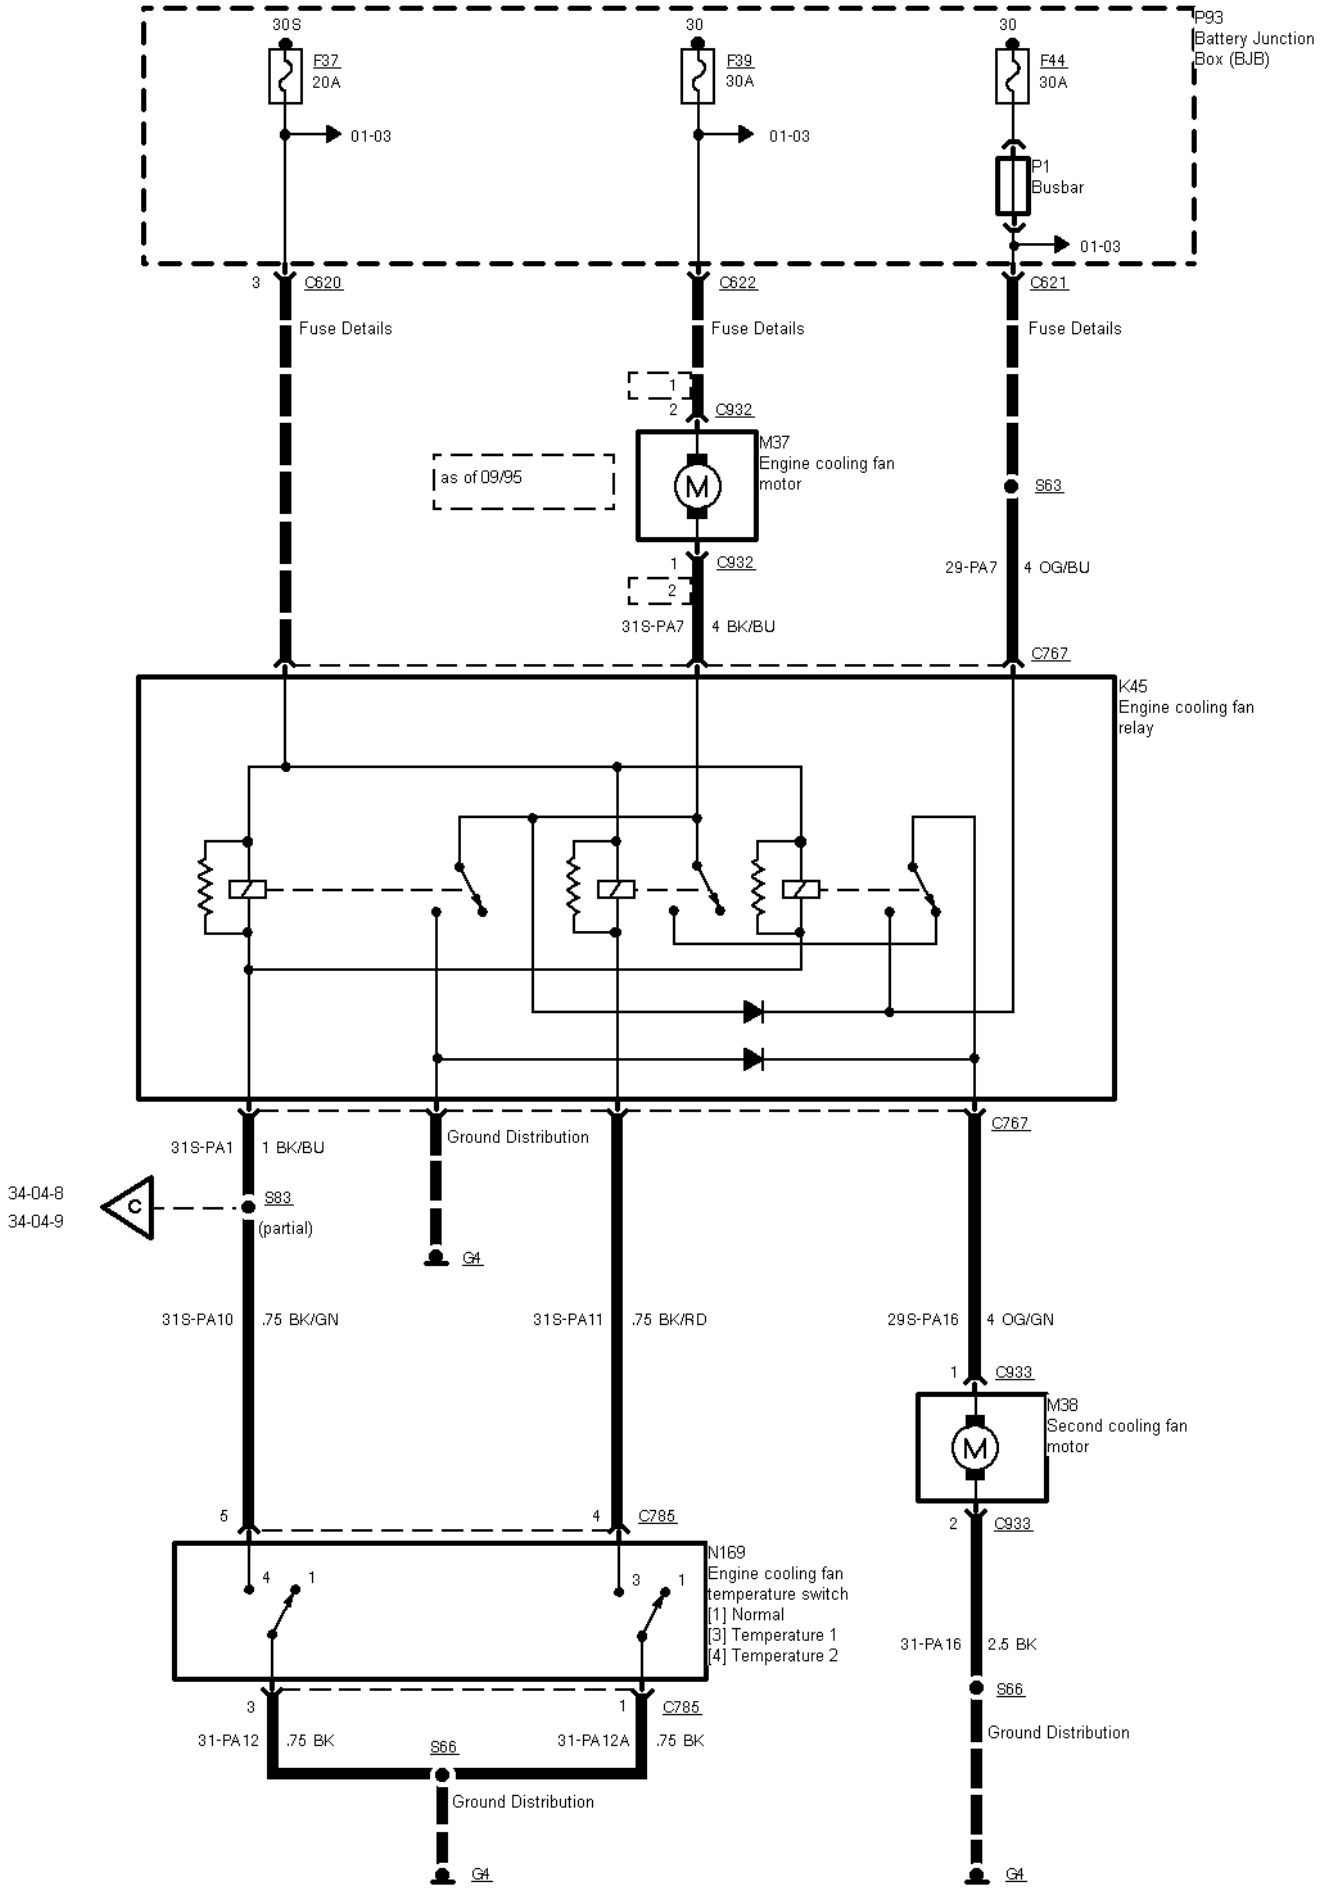 30S
30
30
P93
Battery Junction
Box (BJB)
F37
20A
F39
30A
F44
30A
01-03
01-03
P1
Busbar
01-03
3
C620
C622
C621
Fuse Details
Fuse Details
Fuse Details
1
2
C932
as of 09/95
M37
Engine cooling fan
motor
M
S63
1
C932
2
29-PA7
4 OG/BU
31S-PA7
4 BK/BU
C767
K45
Engine cooling fan
relay
C767
31S-PA1
1 BK/BU
Ground Distribution
34-04-8
34-04-9
C
S83
(partial)
G4
31S-PA10
.75 BK/GN
31S-PA11
.75 BK/RD
29S-PA16
4 OG/GN
1
C933
M38
Second cooling fan
motor
M
5
4
C785
2
C933
4
1
3
1
N169
Engine cooling fan
temperature switch
[1] Normal
[3] Temperature 1
[4] Temperature 2
31-PA16
2.5 BK
S66
3
1
C785
31-PA12
.75 BK
31-PA12A
.75 BK
S66
Ground Distribution
Ground Distribution
G4
G4